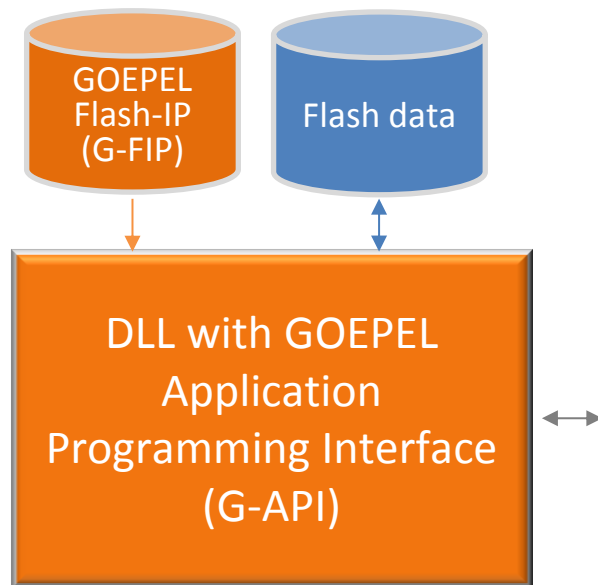 GOEPEL
Flash-IP
(G-FIP)
Flash data
DLL with GOEPEL
Application
Programming Interface
(G-API)